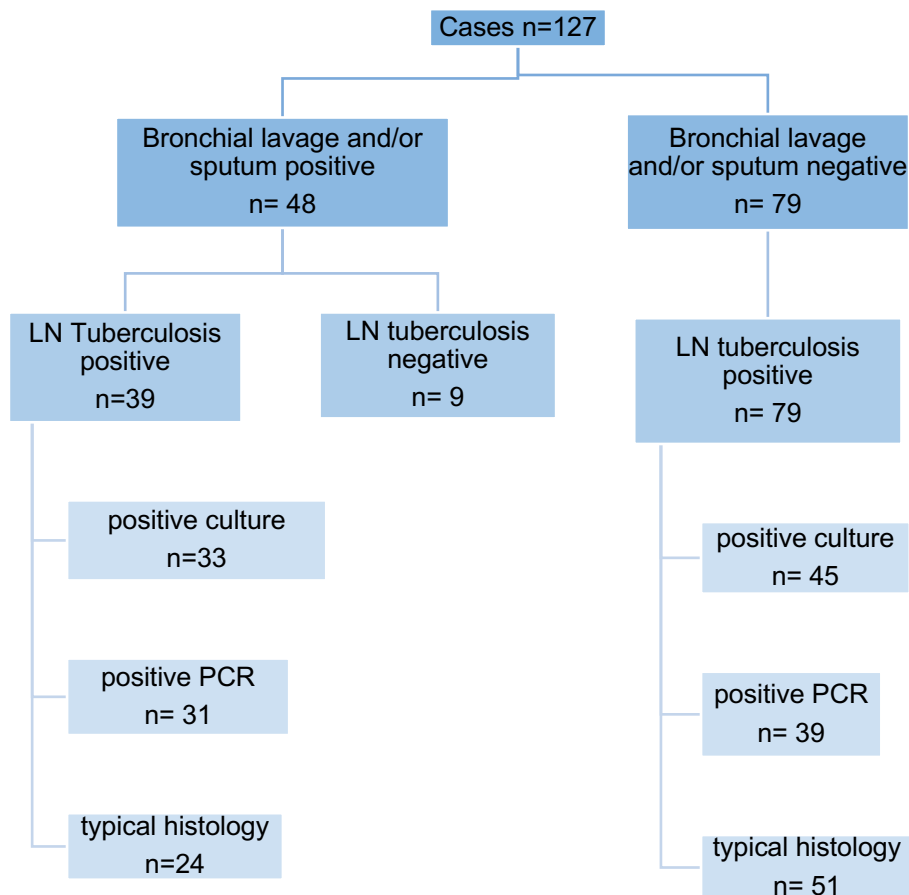 Cases n=127
Bronchial lavage and/or
sputum positive
n= 48
Bronchial lavage
and/or sputum negative
n= 79
LN Tuberculosis
positive
n=39
LN tuberculosis
negative
n= 9
LN tuberculosis
positive
n= 79
positive culture
n=33
positive PCR
n= 31
typical histology
n=24
positive culture
n= 45
positive PCR
n= 39
typical histology
n= 51